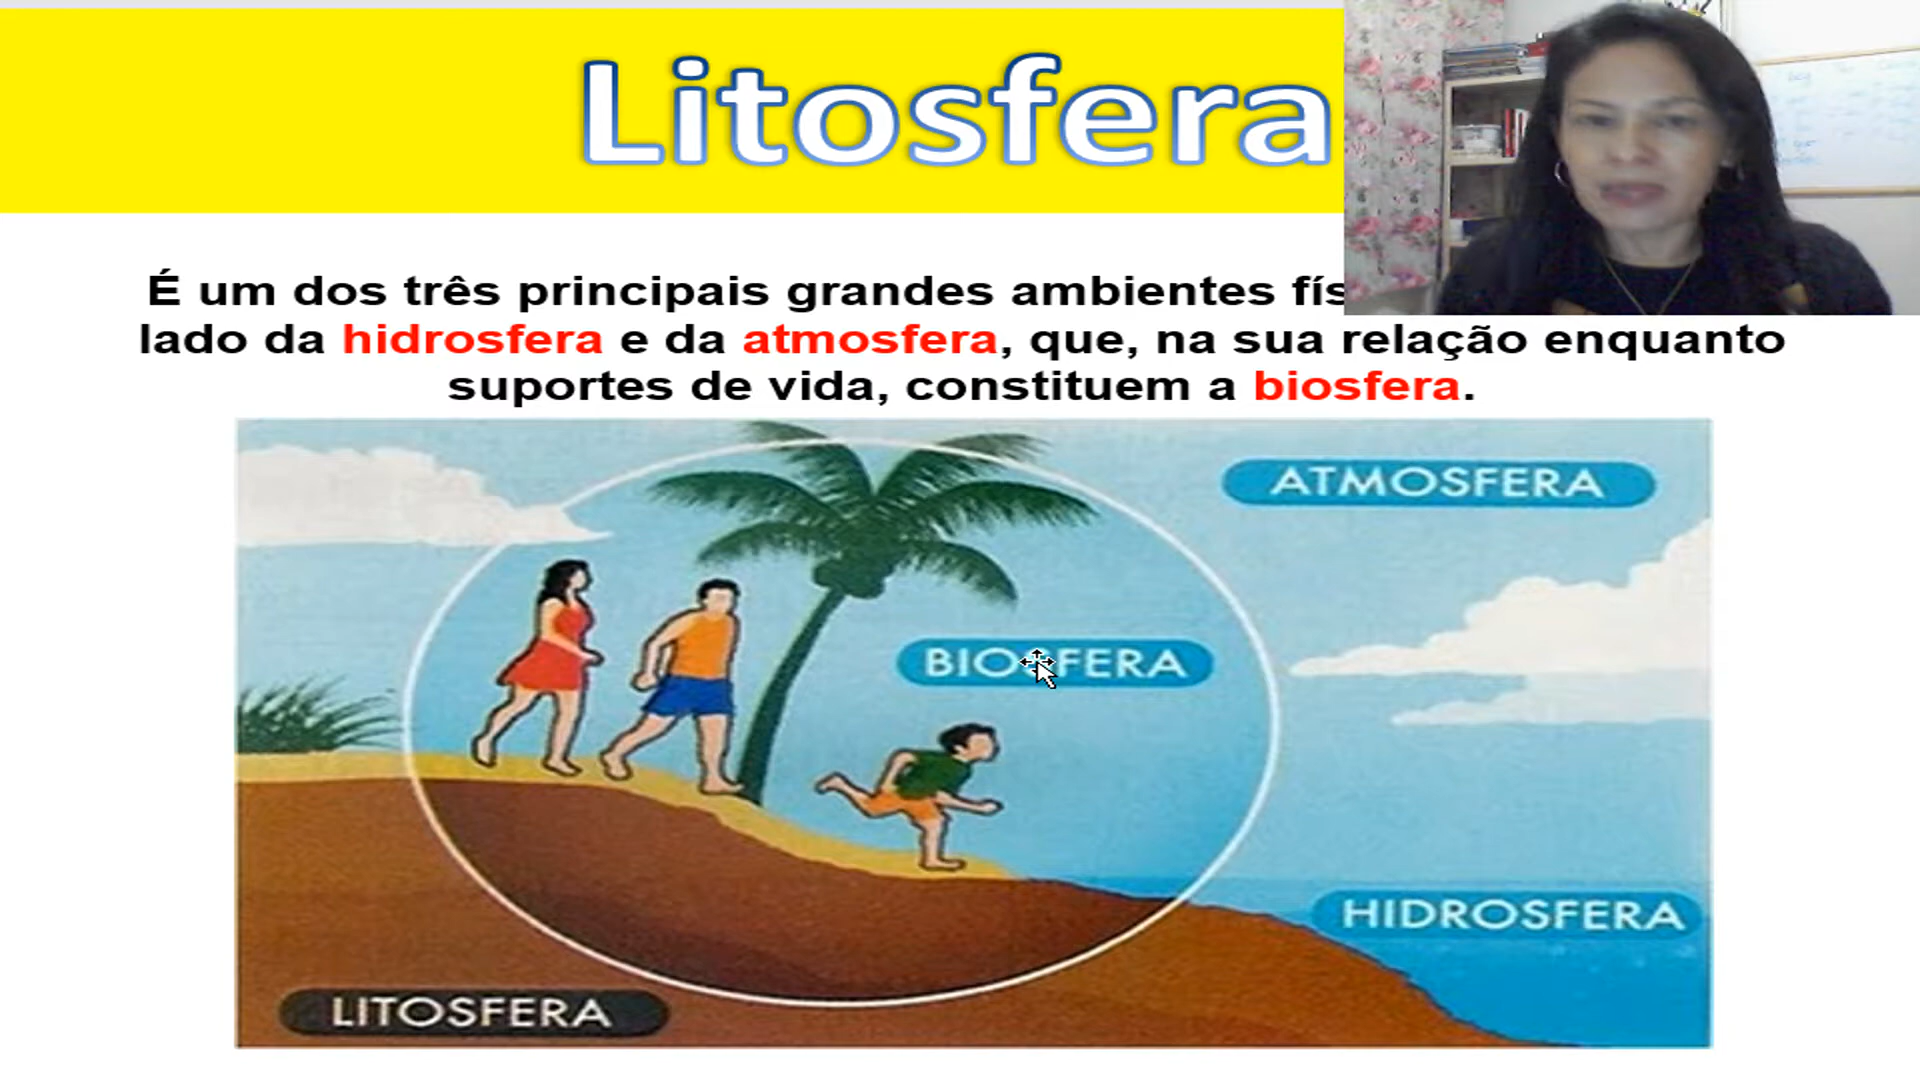 Litosfera
É um dos três principais grandes ambientes
lado da hidrosfera e da atmosfera, que, na sua relação enquanto
suportes de vida, constituem a biosfera.
ATMOSFERA
BIOSFERA
HIDROSFERA
LITOSFERA